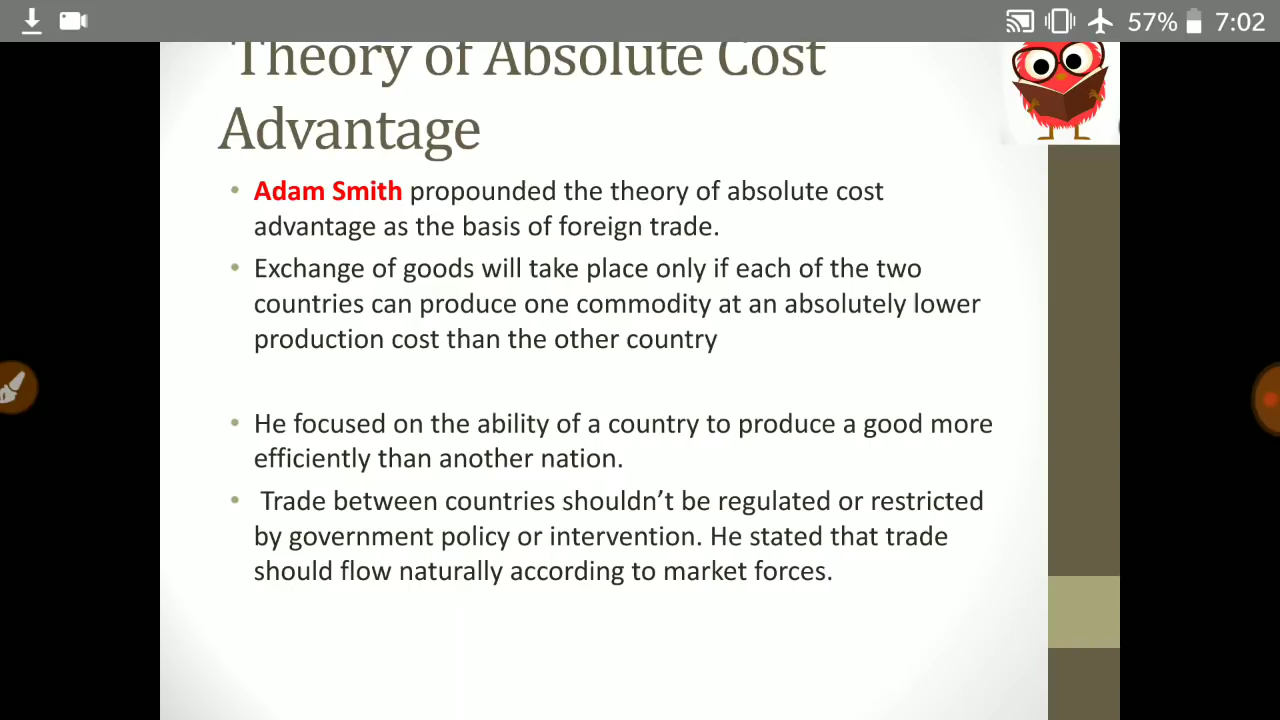 57% 7:02
Theory of Absolute Cost
Advantage
• Adam Smith propounded the theory of absolute cost
advantage as the basis of foreign trade.
• Exchange of goods will take place only if each of the two
countries can produce one commodity at an absolutely lower
production cost than the other country
• He focused on the ability of a country to produce a good more
efficiently than another nation.
• Trade between countries shouldn’t be regulated or restricted
by government policy or intervention. He stated that trade
should flow naturally according to market forces.